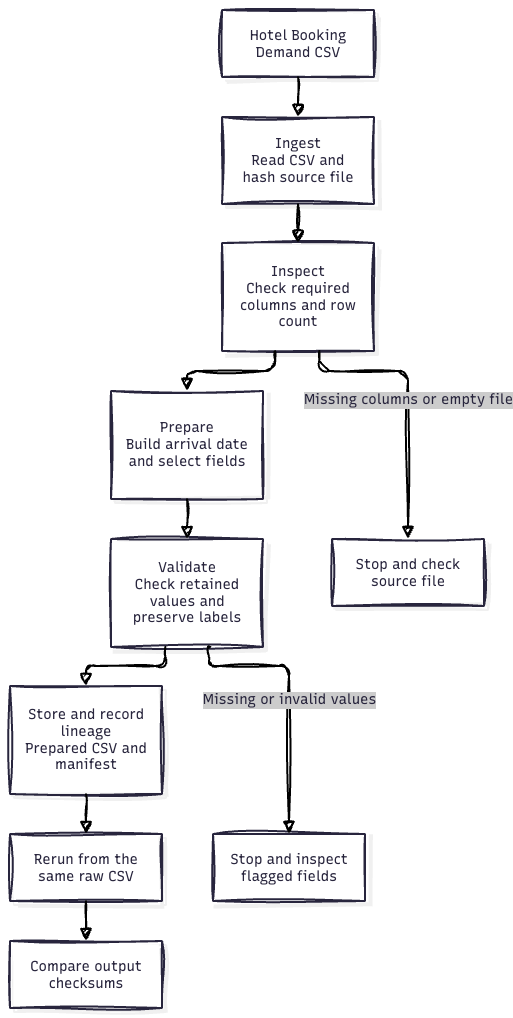 Hotel Booking
Demand CSV
Ingest
Read CSV and
hash source file
Inspect
Check required
columns and row
count
Missing columns or empty file
Prepare
Build arrival date
and select fields
Validate
Check retained
values and
preserve labels
Stop and check
source file
Missing or invalid values
Store and record
lineage
Prepared CSV and
manifest
Rerun from the
same raw CSV
Stop and inspect
flagged fields
Compare output
checksums